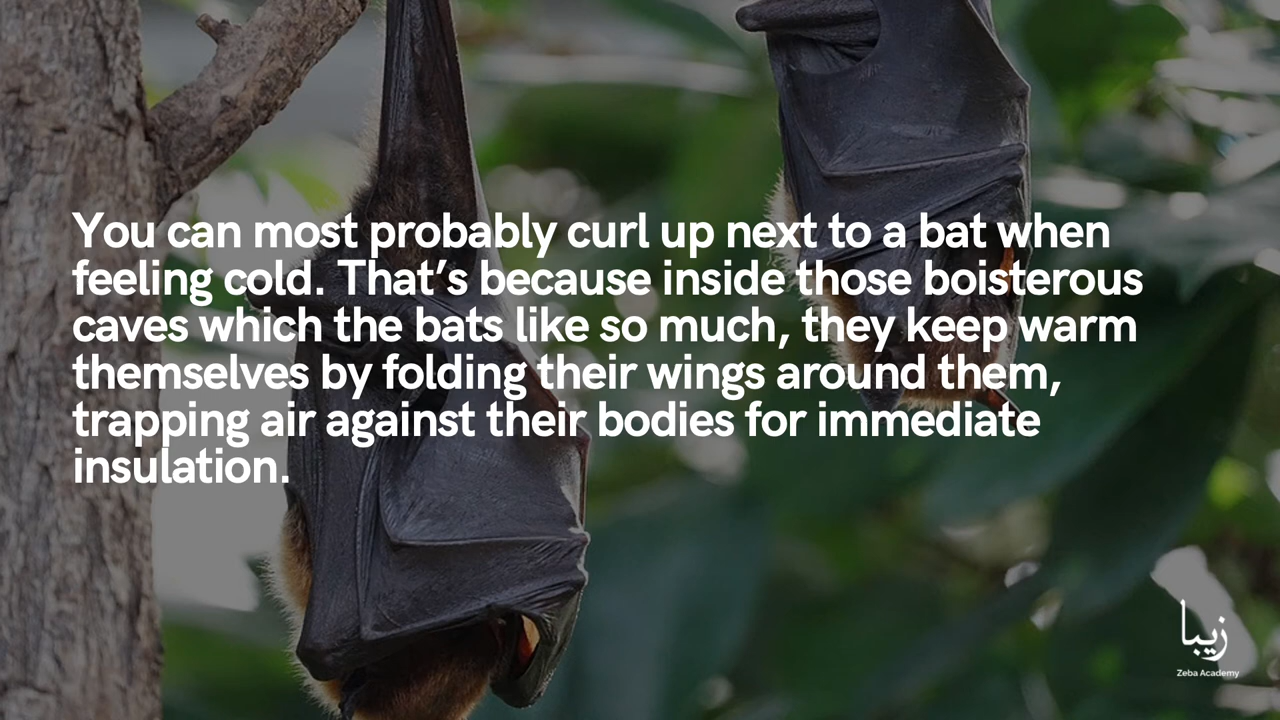 You can most probably curl up next to a bat when
feeling cold. That’s because inside those boisterous
caves which the bats like so much, they keep warm
themselves by folding their wings around them,
trapping air against their bodies for immediate
insulation.
زیبا
Zeba Academy